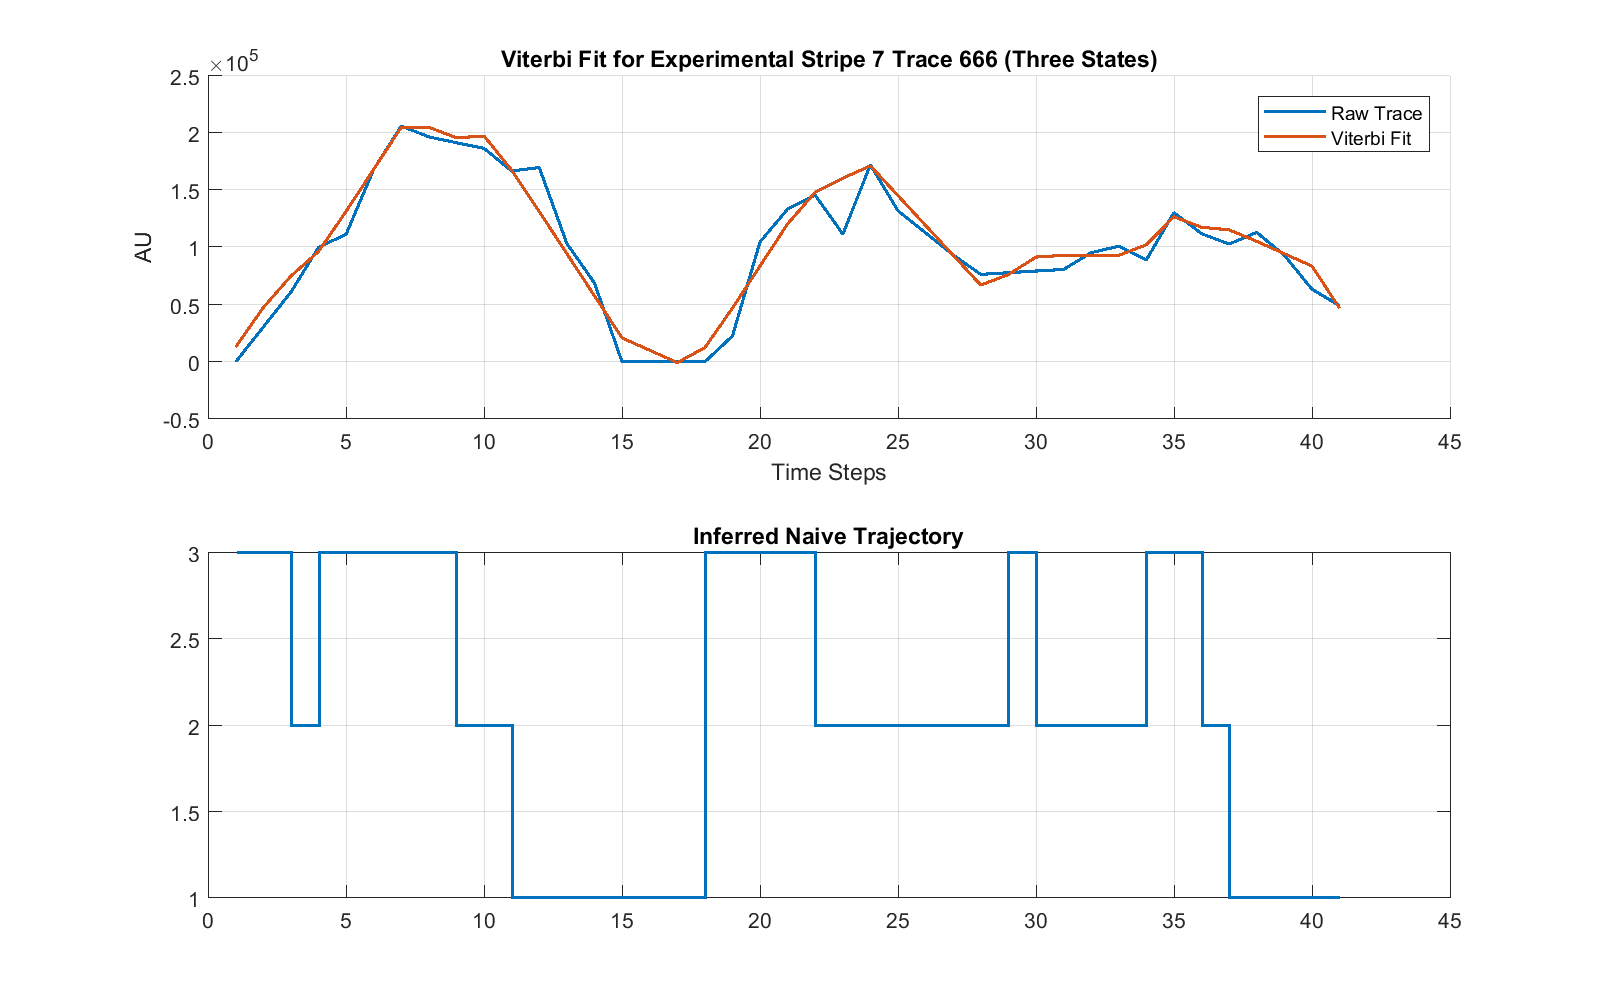 Viterbi Fit for Experimental Stripe 7 Trace 666 (Three States)
×10^5
2.5
2
1.5
1
0.5
0
-0.5
AU
Raw Trace
Viterbi Fit
0 5 10 15 20 25 30 35 40 45
Time Steps
Inferred Naive Trajectory
3
2.5
2
1.5
1
0 5 10 15 20 25 30 35 40 45